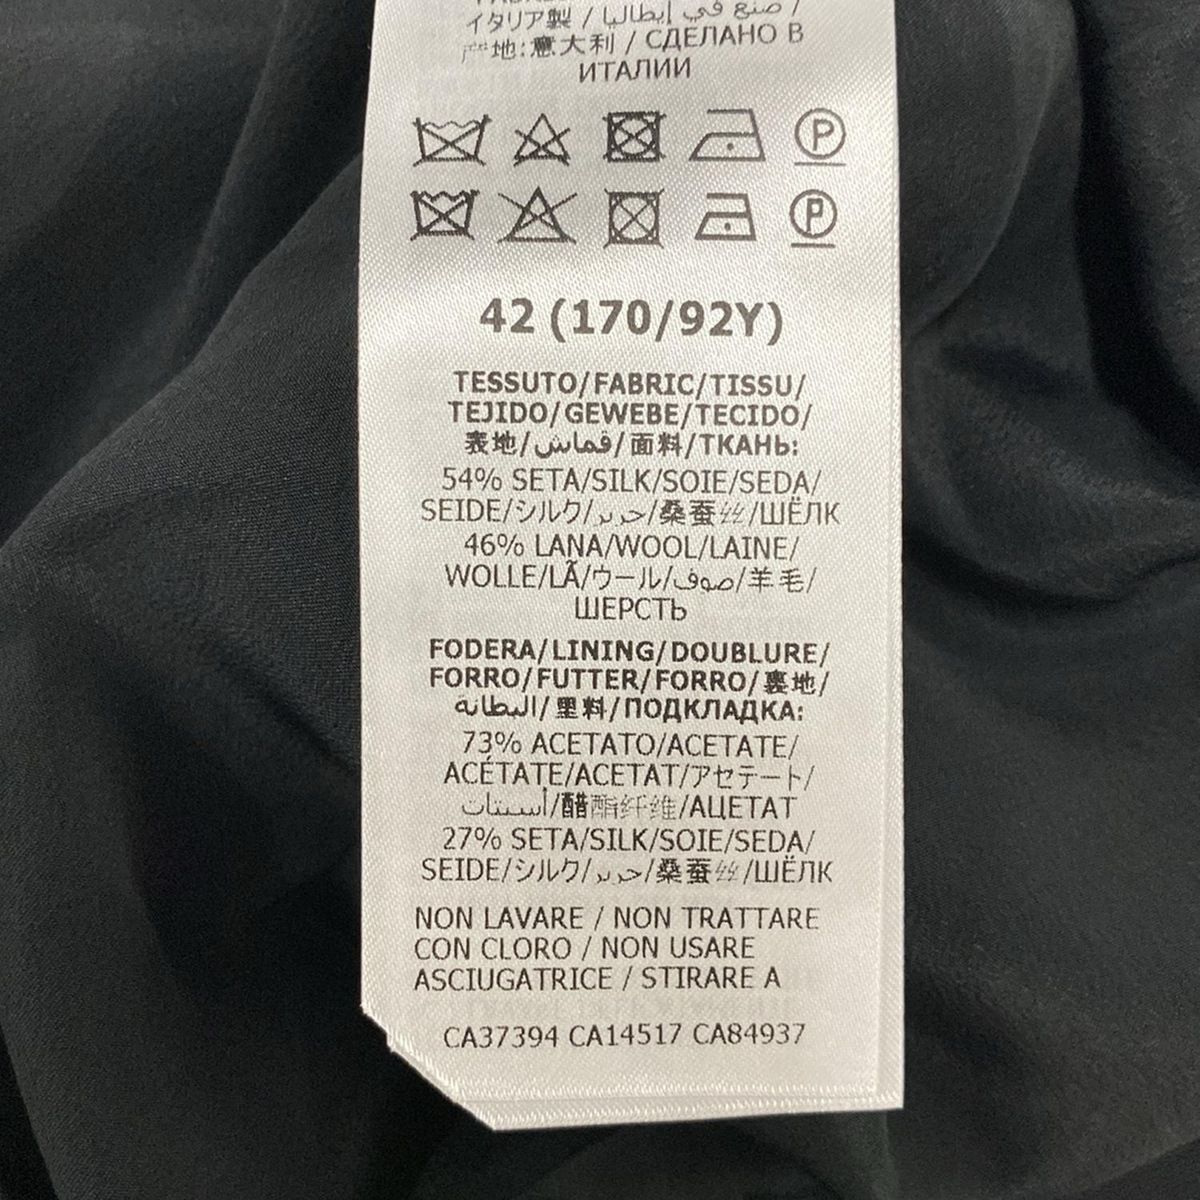 イタリア製 / صنع في إيطاليا /
产地:意大利 / СДЕЛАНО В
ИТАЛИИ
P
P
42 (170/92Y)
TESSUTO/FABRIC/TISSU/
TEJIDO/GEWEBE/TECIDO/
表地/قماش/面料/ТКАНЬ:
54% SETA/SILK/SOIE/SEDA/
SEIDE/シルク/حرير/桑蚕丝/ШЁЛК
46% LANA/WOOL/LAINE/
WOLLE/LÃ/ウール/صوف/羊毛/
ШЕРСТЬ
FODERA/LINING/DOUBLURE/
FORRO/FUTTER/FORRO/裏地/
البطانة/里料/ПОДКЛАДКА:
73% ACETATO/ACETATE/
ACÉTATE/ACETAT/アセテート/
أسيتات/醋酯纤维/АЦЕТАТ
27% SETA/SILK/SOIE/SEDA/
SEIDE/シルク/حرير/桑蚕丝/ШЁЛК
NON LAVARE / NON TRATTARE
CON CLORO / NON USARE
ASCIUGATRICE / STIRARE A
CA37394 CA14517 CA84937